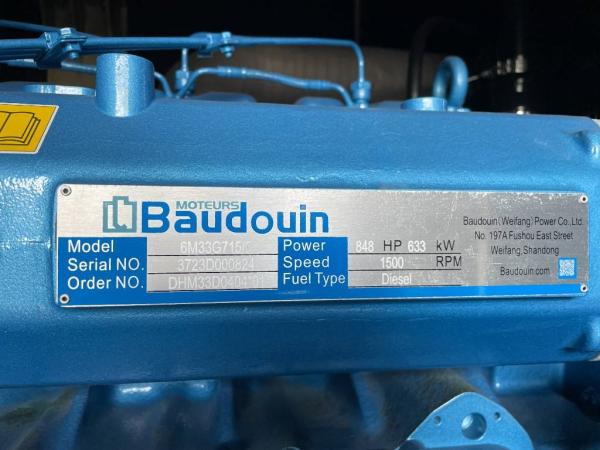 MOTEURS
Baudouin
Model 6M33G715/5
Serial NO. 3723D000824
Order NO.
Power 848 HP 633 kW
Speed 1500 RPM
Fuel Type Diesel
Baudouin (Weifang) Power Co., Ltd.
No. 197A Fushou East Street
Weifang, Shandong
Baudouin.com